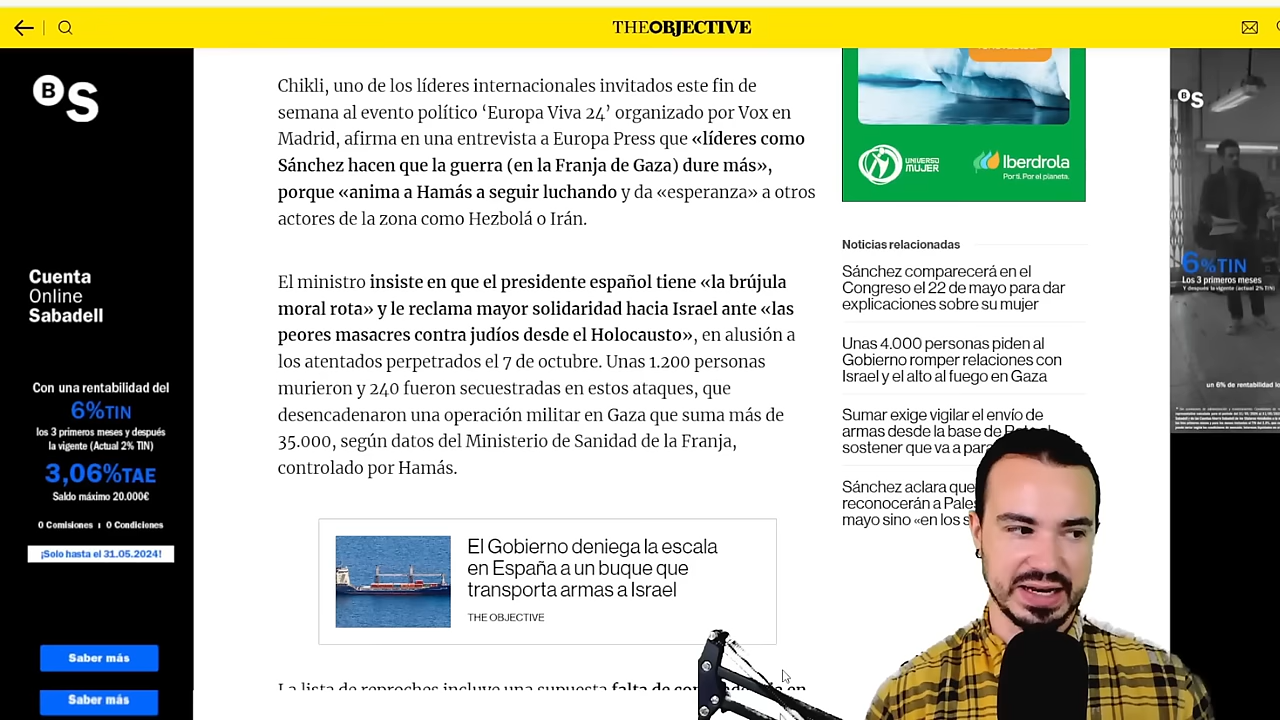 THEOBJECTIVE
BS
Cuenta
Online
Sabadell
Con una rentabilidad del
6%TIN
los 3 primeros meses y después
la vigente (Actual 2% TIN)
3,06%TAE
Saldo máximo 20.000€
0 Comisiones I 0 Condiciones
¡Solo hasta el 31.05.2024!
Saber más
Saber más
Chikli, uno de los líderes internacionales invitados este fin de
semana al evento político ‘Europa Viva 24’ organizado por Vox en
Madrid, afirma en una entrevista a Europa Press que «líderes como
Sánchez hacen que la guerra (en la Franja de Gaza) dure más»,
porque «anima a Hamás a seguir luchando y da «esperanza» a otros
actores de la zona como Hezbolá o Irán.
El ministro insiste en que el presidente español tiene «la brújula
moral rota» y le reclama mayor solidaridad hacia Israel ante «las
peores masacres contra judíos desde el Holocausto», en alusión a
los atentados perpetrados el 7 de octubre. Unas 1.200 personas
murieron y 240 fueron secuestradas en estos ataques, que
desencadenaron una operación militar en Gaza que suma más de
35.000, según datos del Ministerio de Sanidad de la Franja,
controlado por Hamás.
El Gobierno deniega la escala
en España a un buque que
transporta armas a Israel
THE OBJECTIVE
La lista de reproches incluye una supuesta falta de
UNIVERSO
MUJER
Iberdrola
Por ti. Por el planeta.
Noticias relacionadas
Sánchez comparecerá en el
Congreso el 22 de mayo para dar
explicaciones sobre su mujer
Unas 4.000 personas piden al
Gobierno romper relaciones con
Israel y el alto al fuego en Gaza
Sumar exige vigilar el envío de
armas desde la base de
sostener que va a
Sánchez aclara que
reconocerán a
mayo sino «en los
BS
6%TIN
Los 3 primeros meses
Y después la vigente (actual 2% TIN)
un 6% de rentabilidad